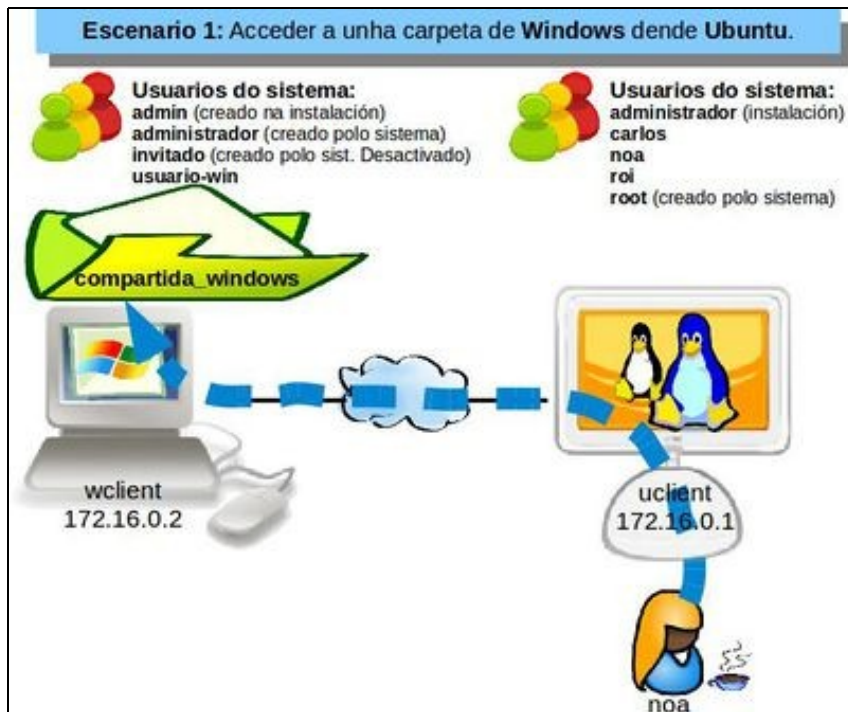 Escenario 1: Acceder a unha carpeta de Windows dende Ubuntu.
Usuarios do sistema:
admin (creado na instalación)
administrador (creado polo sistema)
invitado (creado polo sist. Desactivado)
usuario-win
Usuarios do sistema:
administrador (instalación)
carlos
noa
roi
root (creado polo sistema)
compartida_windows
wclient
172.16.0.2
uclient
172.16.0.1
noa